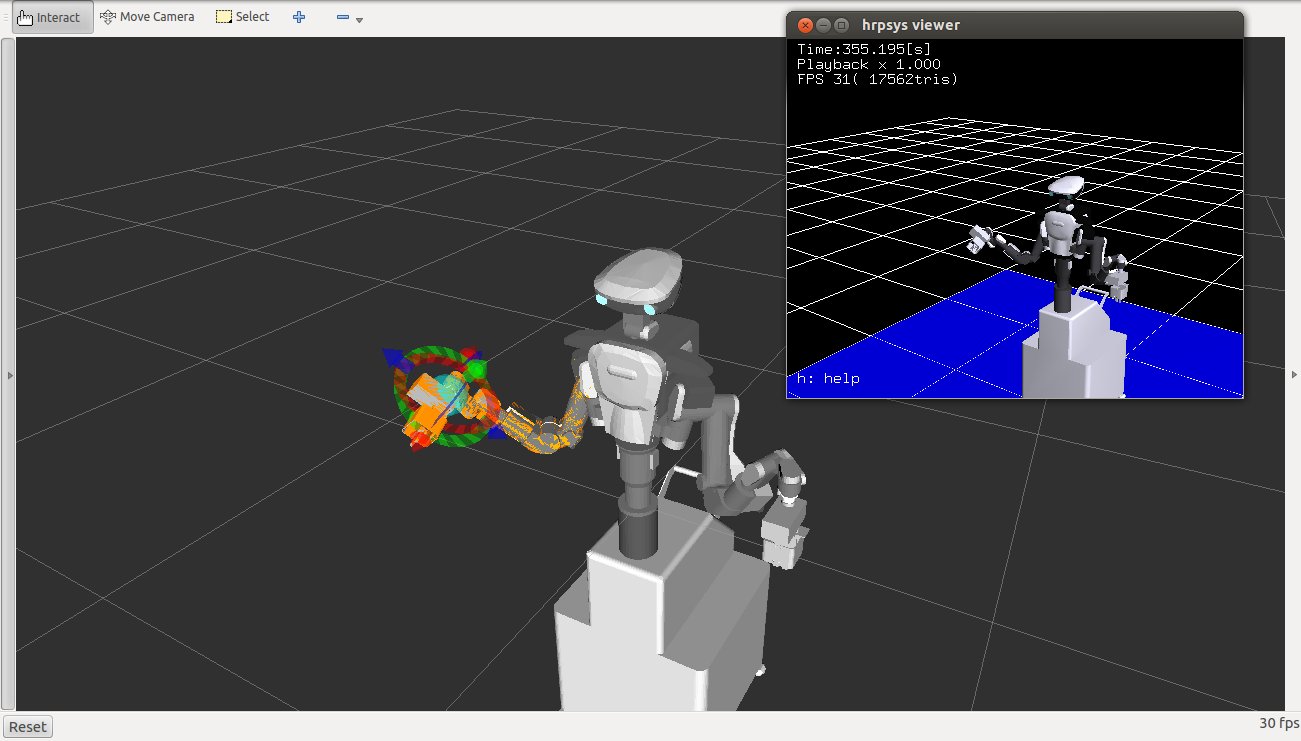 Interact
Move Camera
Select
hrpsys viewer
Time:355.195[s]
Playback x 1.000
FPS 31( 17562tris)
h: help
Reset
30 fps